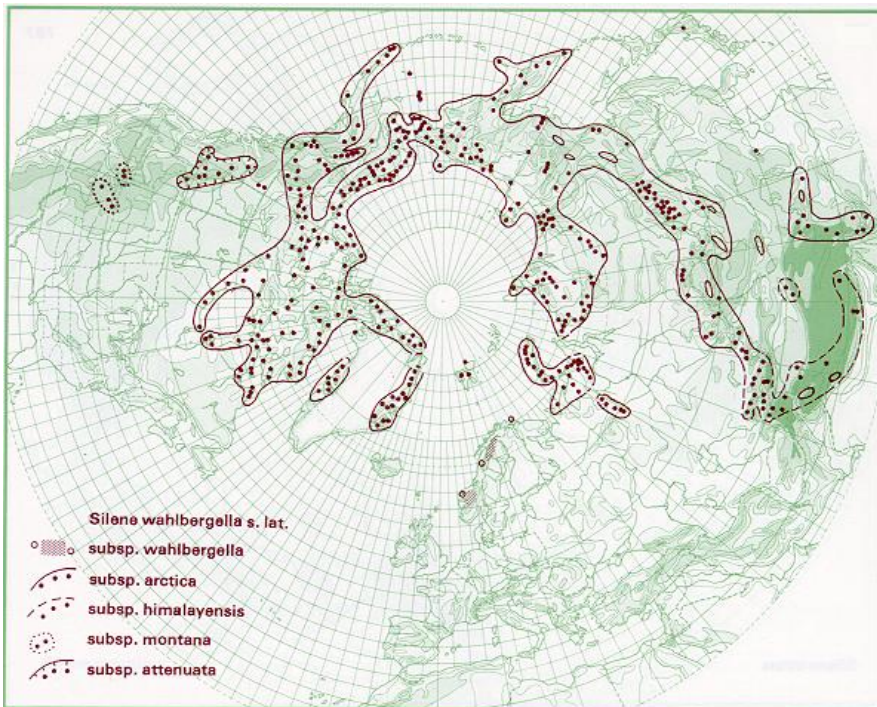 Silene wahlbergella s. lat.
subsp. wahlbergella
subsp. arctica
subsp. himalayensis
subsp. montana
subsp. attenuata